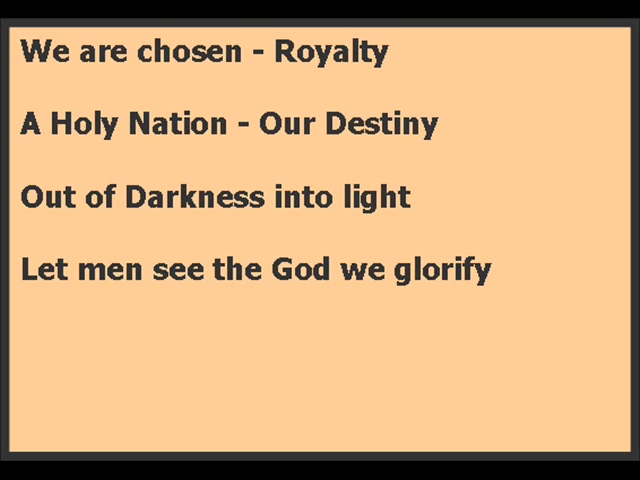 We are chosen - Royalty
A Holy Nation - Our Destiny
Out of Darkness into light
Let men see the God we glorify